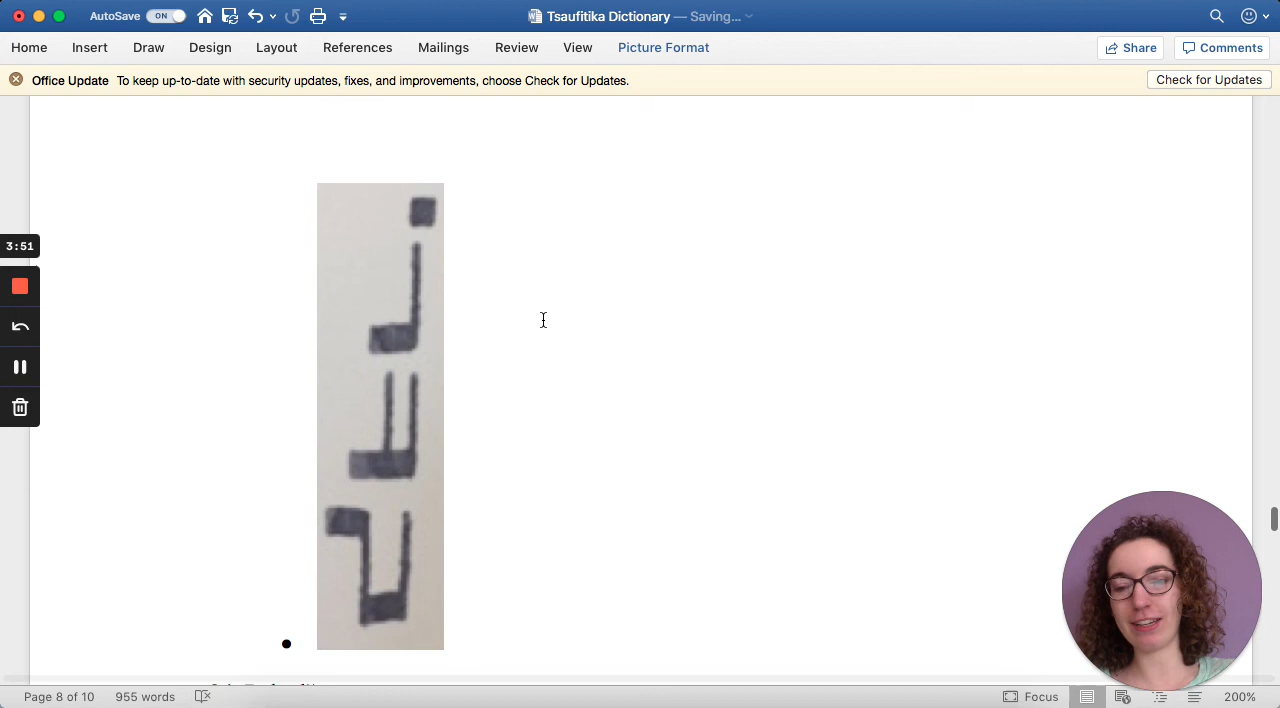 AutoSave ON Tsaufitika Dictionary — Saving...
Home Insert Draw Design Layout References Mailings Review View Picture Format Share Comments
Office Update To keep up-to-date with security updates, fixes, and improvements, choose Check for Updates. Check for Updates
3:51
Page 8 of 10 955 words Focus 200%